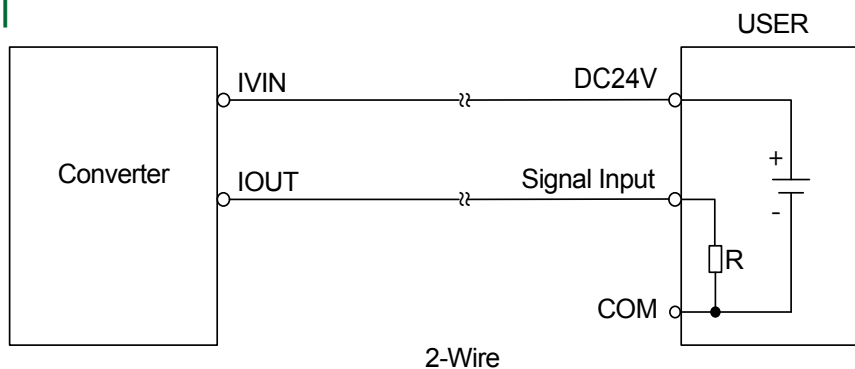 USER
IVIN
DC24V
Converter
IOUT
Signal Input
+
-
R
COM
2-Wire